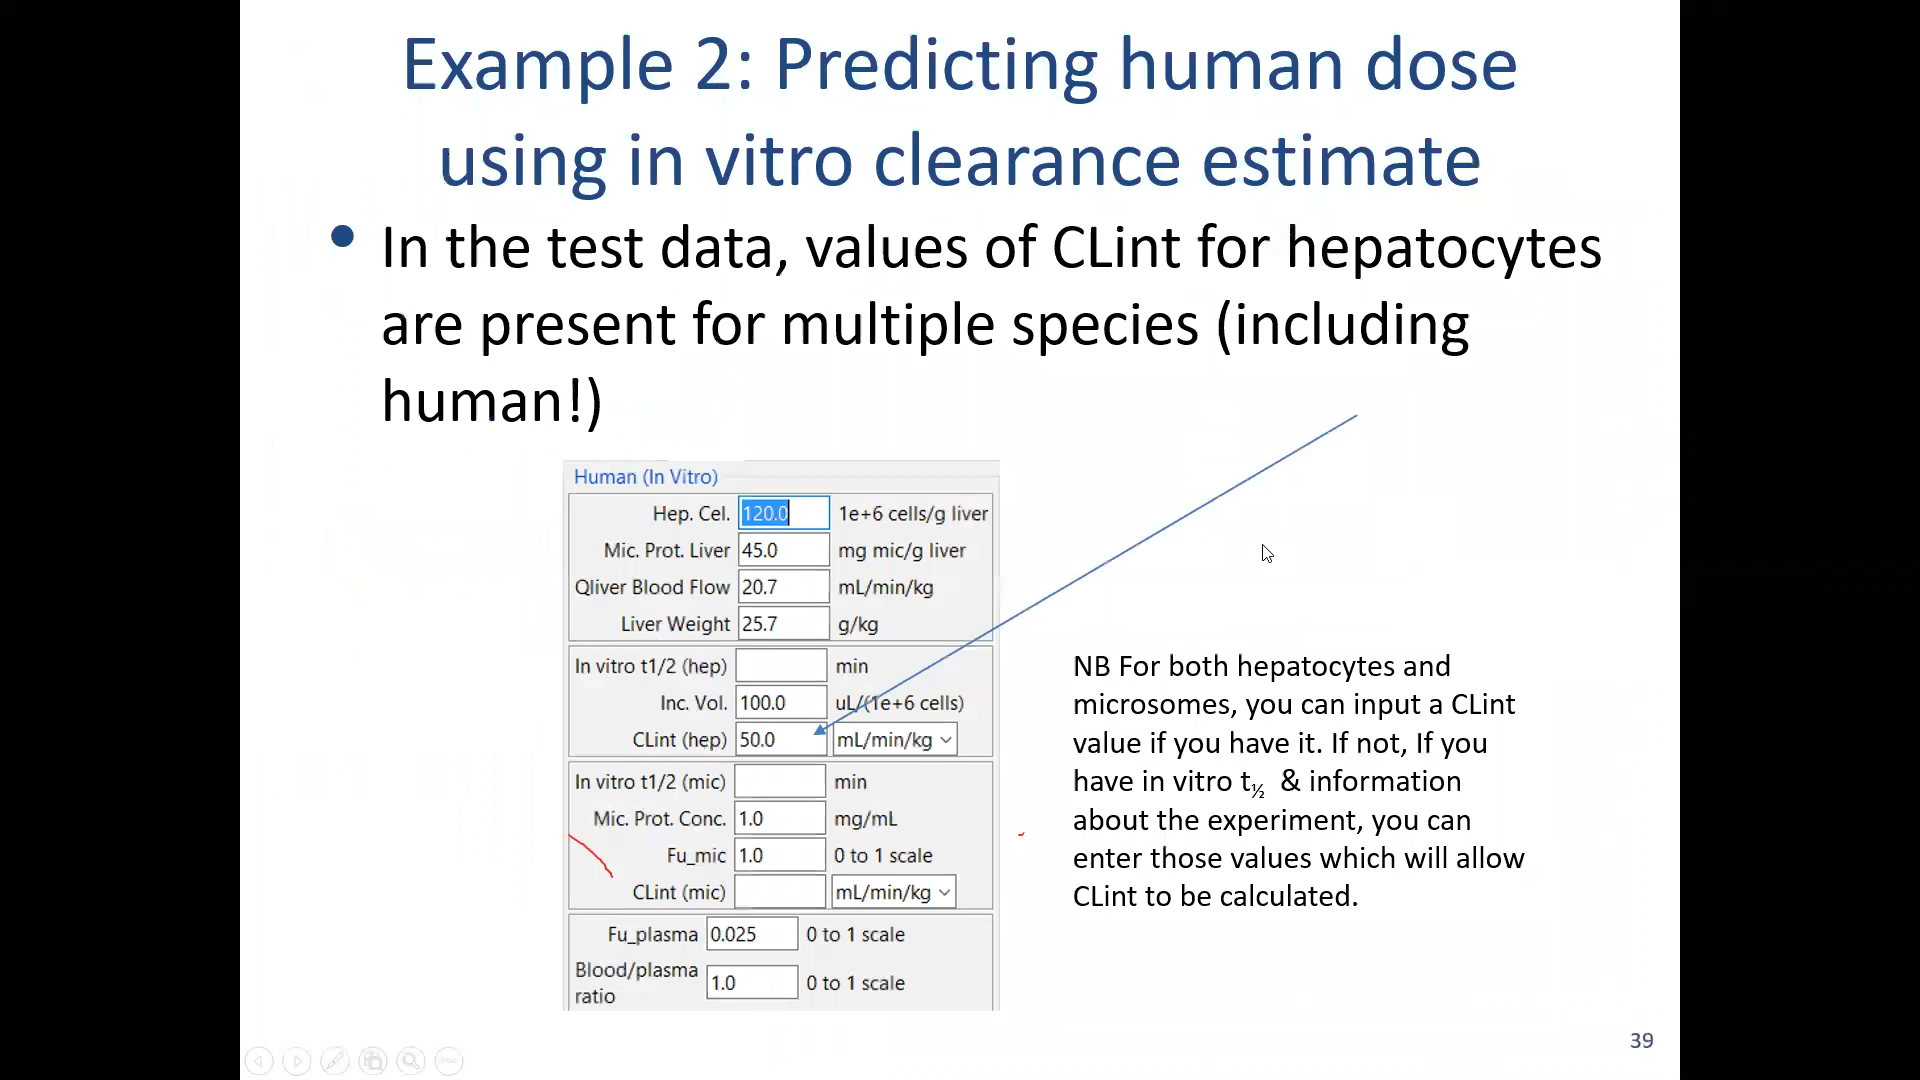 Example 2: Predicting human dose
using in vitro clearance estimate
• In the test data, values of CLint for hepatocytes
are present for multiple species (including
human!)
Human (In Vitro)
Hep. Cel. 120.0 1e+6 cells/g liver
Mic. Prot. Liver 45.0 mg mic/g liver
Qliver Blood Flow 20.7 mL/min/kg
Liver Weight 25.7 g/kg
In vitro t1/2 (hep) min
Inc. Vol. 100.0 uL/(1e+6 cells)
CLint (hep) 50.0 mL/min/kg
In vitro t1/2 (mic) min
Mic. Prot. Conc. 1.0 mg/mL
Fu_mic 1.0 0 to 1 scale
CLint (mic) mL/min/kg
Fu_plasma 0.025 0 to 1 scale
Blood/plasma
ratio 1.0 0 to 1 scale
NB For both hepatocytes and
microsomes, you can input a CLint
value if you have it. If not, If you
have in vitro t½ & information
about the experiment, you can
enter those values which will allow
CLint to be calculated.
39